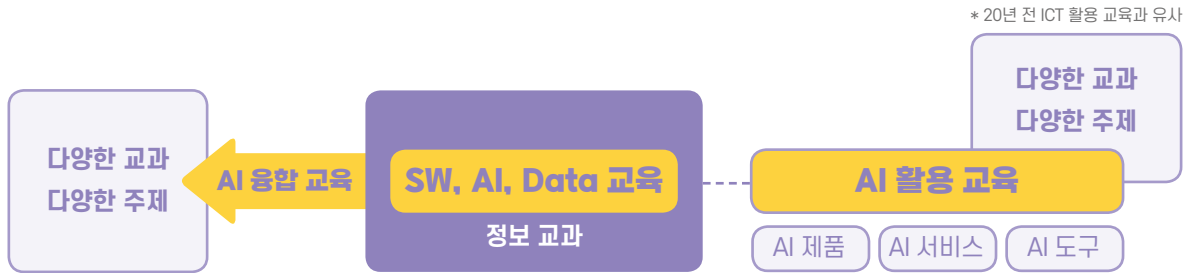 * 20년 전 ICT 활용 교육과 유사
다양한 교과
다양한 주제
AI 융합 교육
SW, AI, Data 교육
정보 교과
다양한 교과
다양한 주제
AI 활용 교육
AI 제품
AI 서비스
AI 도구